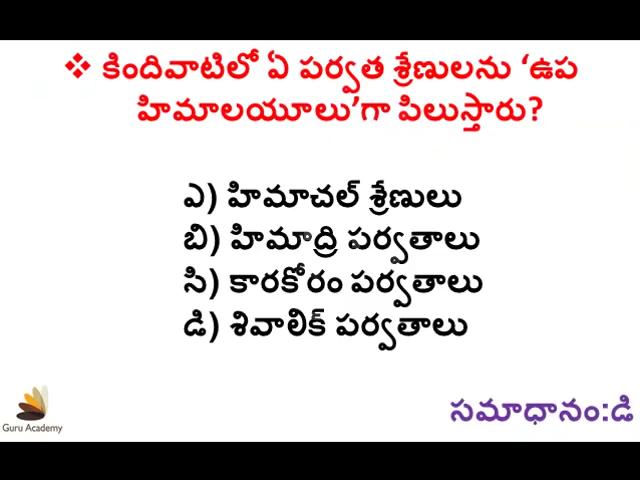 ❖ కిందివాటిలో ఏ పర్వత శ్రేణులను ‘ఉప
హిమాలయూలు’గా పిలుస్తారు?
ఎ) హిమాచల్ శ్రేణులు
బి) హిమాద్రి పర్వతాలు
సి) కారకోరం పర్వతాలు
డి) శివాలిక్ పర్వతాలు
సమాధానం:డి
Guru Academy